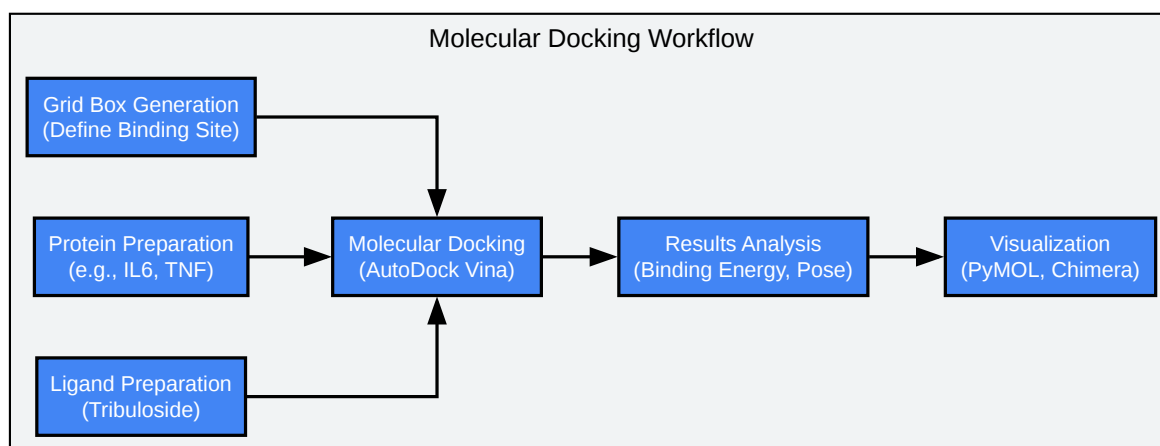 Molecular Docking Workflow
Grid Box Generation
(Define Binding Site)
Protein Preparation
(e.g., IL6, TNF)
Molecular Docking
(AutoDock Vina)
Results Analysis
(Binding Energy, Pose)
Visualization
(PyMOL, Chimera)
Ligand Preparation
(Tribuloside)